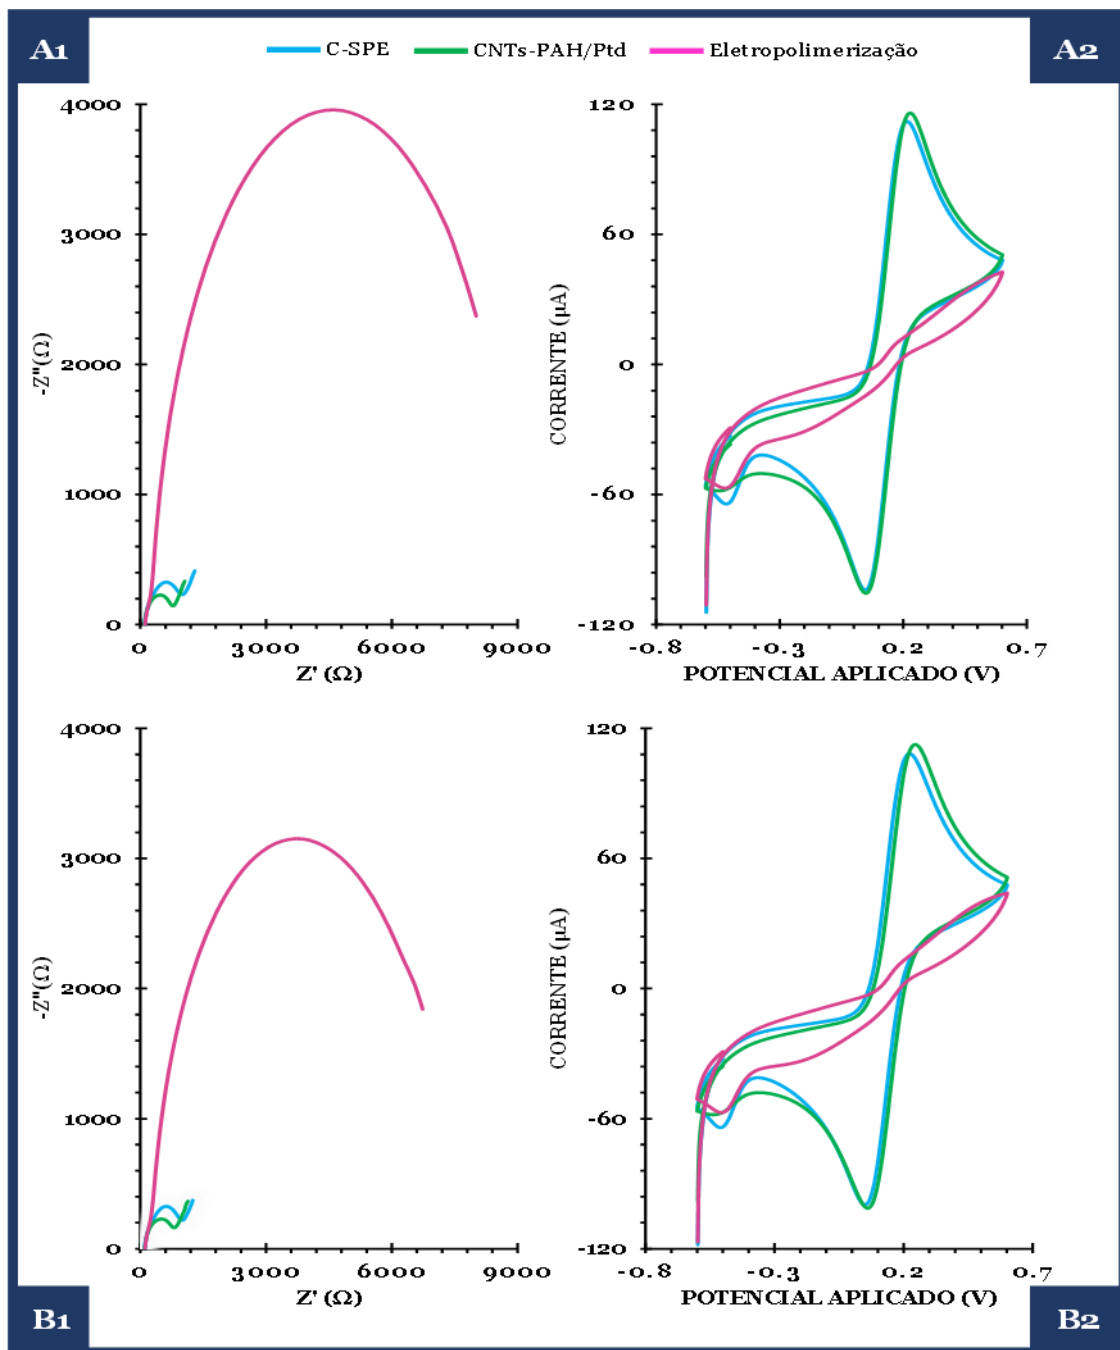 A1
C-SPE CNTs-PAH/Ptd Eletropolimerização
A2
4000
3000
2000
1000
0
-Z"(Ω)
0 3000 6000 9000
Z' (Ω)
120
60
0
-60
-120
CORRENTE (µA)
-0.8 -0.3 0.2 0.7
POTENCIAL APLICADO (V)
4000
3000
2000
1000
0
-Z"(Ω)
0 3000 6000 9000
Z' (Ω)
120
60
0
-60
-120
CORRENTE (µA)
-0.8 -0.3 0.2 0.7
POTENCIAL APLICADO (V)
B1
B2